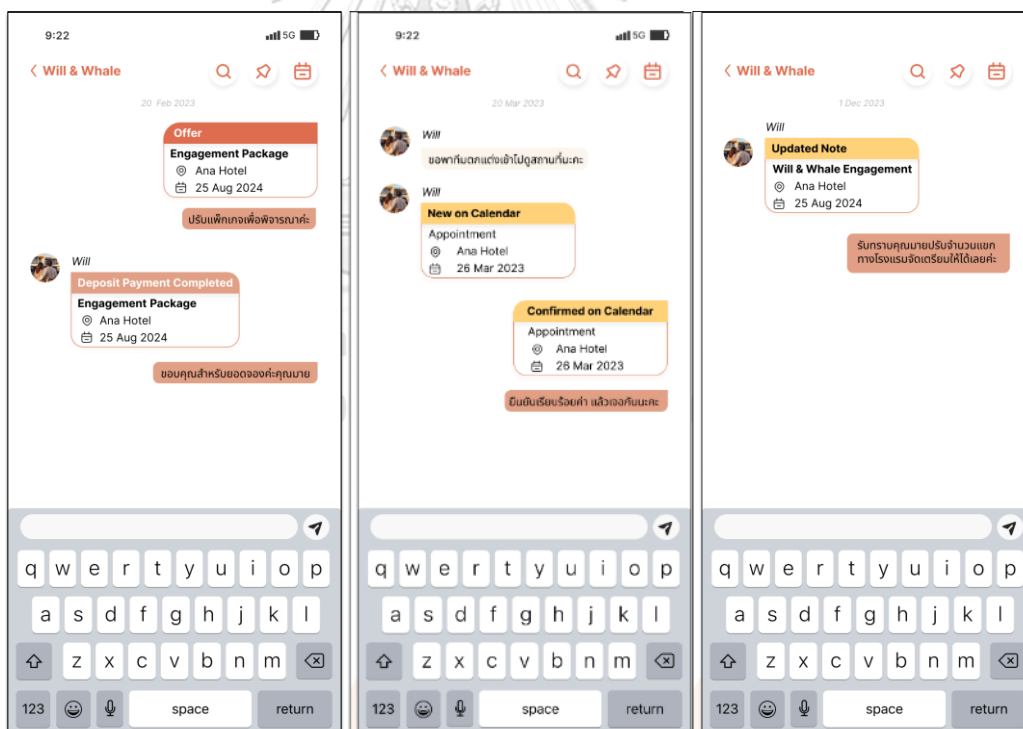 9:22
5G
Will & Whale
20 Feb 2023
Offer
Engagement Package
Ana Hotel
25 Aug 2024
ปรับแพ็กเกจเพื่อพิจารณาค่ะ
Will
Deposit Payment Completed
Engagement Package
Ana Hotel
25 Aug 2024
ขอบคุณสำหรับยอดจองค่ะคุณมาย
q w e r t y u i o p
a s d f g h j k l
z x c v b n m
123 space return
9:22
5G
Will & Whale
20 Mar 2023
Will
ขอพาทีมตกแต่งเข้าไปดูสถานที่นะคะ
Will
New on Calendar
Appointment
Ana Hotel
26 Mar 2023
Confirmed on Calendar
Appointment
Ana Hotel
26 Mar 2023
ยืนยันเรียบร้อยค่า แล้วเจอกันนะคะ
q w e r t y u i o p
a s d f g h j k l
z x c v b n m
123 space return
Will & Whale
1 Dec 2023
Will
Updated Note
Will & Whale Engagement
Ana Hotel
25 Aug 2024
รับทราบคุณมายปรับจำนวนแขก
ทางโรงแรมจัดเตรียมให้ได้เลยค่ะ
q w e r t y u i o p
a s d f g h j k l
z x c v b n m
123 space return